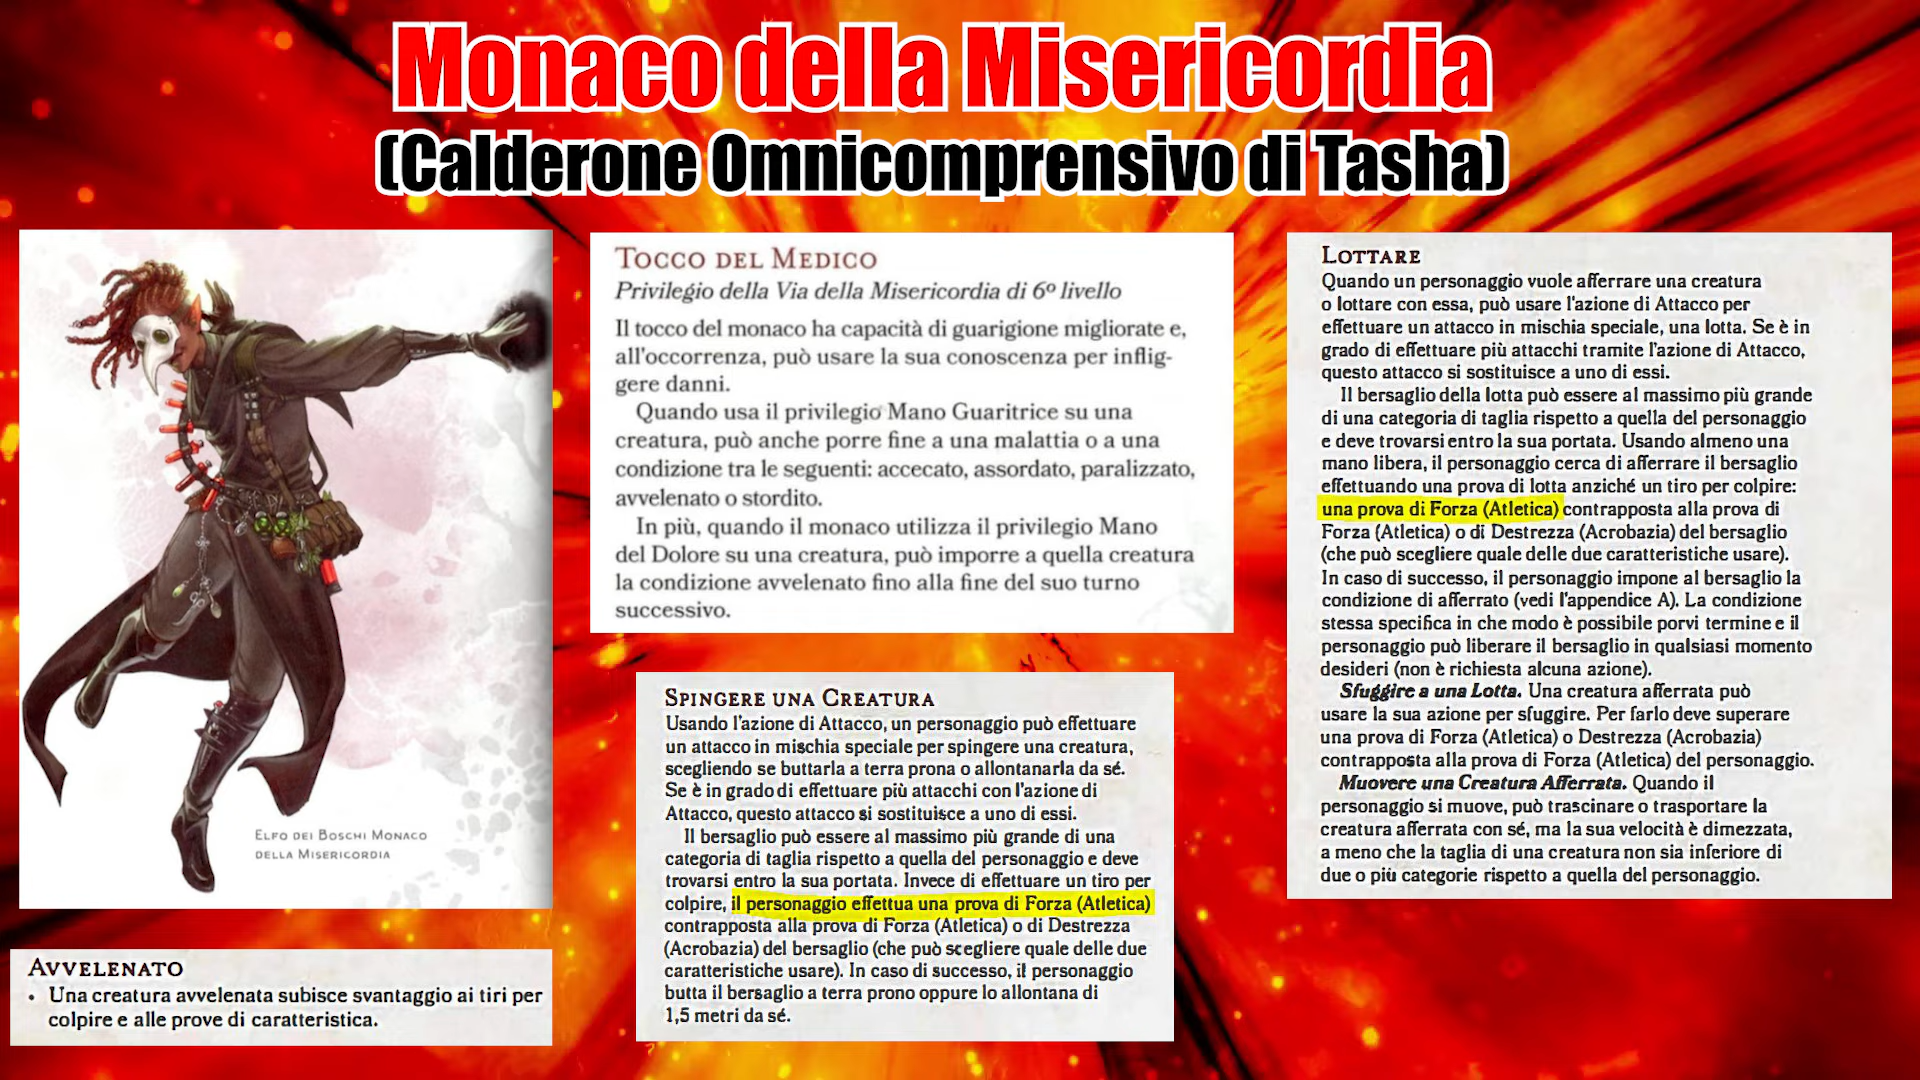 Monaco della Misericordia
(Calderone Omnicomprensivo di Tasha)
ELFO DEI BOSCHI MONACO
DELLA MISERICORDIA
AVVELENATO
• Una creatura avvelenata subisce svantaggio ai tiri per
colpire e alle prove di caratteristica.
TOCCO DEL MEDICO
Privilegio della Via della Misericordia di 6º livello
Il tocco del monaco ha capacità di guarigione migliorate e,
all'occorrenza, può usare la sua conoscenza per inflig-
gere danni.
Quando usa il privilegio Mano Guaritrice su una
creatura, può anche porre fine a una malattia o a una
condizione tra le seguenti: accecato, assordato, paralizzato,
avvelenato o stordito.
In più, quando il monaco utilizza il privilegio Mano
del Dolore su una creatura, può imporre a quella creatura
la condizione avvelenato fino alla fine del suo turno
successivo.
SPINGERE UNA CREATURA
Usando l'azione di Attacco, un personaggio può effettuare
un attacco in mischia speciale per spingere una creatura,
scegliendo se buttarla a terra prona o allontanarla da sé.
Se è in grado di effettuare più attacchi con l'azione di
Attacco, questo attacco si sostituisce a uno di essi.
Il bersaglio può essere al massimo più grande di una
categoria di taglia rispetto a quella del personaggio e deve
trovarsi entro la sua portata. Invece di effettuare un tiro per
colpire, il personaggio effettua una prova di Forza (Atletica)
contrapposta alla prova di Forza (Atletica) o di Destrezza
(Acrobazia) del bersaglio (che può scegliere quale delle due
caratteristiche usare). In caso di successo, il personaggio
butta il bersaglio a terra prono oppure lo allontana di
1,5 metri da sé.
LOTTARE
Quando un personaggio vuole afferrare una creatura
o lottare con essa, può usare l'azione di Attacco per
effettuare un attacco in mischia speciale, una lotta. Se è in
grado di effettuare più attacchi tramite l'azione di Attacco,
questo attacco si sostituisce a uno di essi.
Il bersaglio della lotta può essere al massimo più grande
di una categoria di taglia rispetto a quella del personaggio
e deve trovarsi entro la sua portata. Usando almeno una
mano libera, il personaggio cerca di afferrare il bersaglio
effettuando una prova di lotta anziché un tiro per colpire:
una prova di Forza (Atletica) contrapposta alla prova di
Forza (Atletica) o di Destrezza (Acrobazia) del bersaglio
(che può scegliere quale delle due caratteristiche usare).
In caso di successo, il personaggio impone al bersaglio la
condizione di afferrato (vedi l'appendice A). La condizione
stessa specifica in che modo è possibile porvi termine e il
personaggio può liberare il bersaglio in qualsiasi momento
desideri (non è richiesta alcuna azione).
Sfuggire a una Lotta. Una creatura afferrata può
usare la sua azione per sfuggire. Per farlo deve superare
una prova di Forza (Atletica) o Destrezza (Acrobazia)
contrapposta alla prova di Forza (Atletica) del personaggio.
Muovere una Creatura Afferrata. Quando il
personaggio si muove, può trascinare o trasportare la
creatura afferrata con sé, ma la sua velocità è dimezzata,
a meno che la taglia di una creatura non sia inferiore di
due o più categorie rispetto a quella del personaggio.